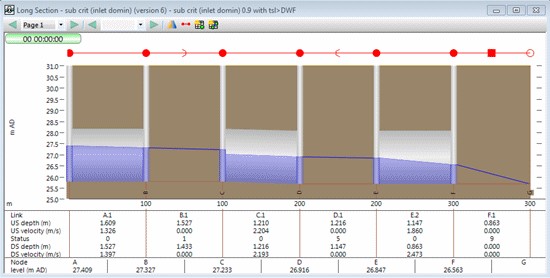 Long Section - sub crit (inlet domin) (version 6) - sub crit (inlet domin) 0.9 with tsl>DWF
Page 1
00 00:00:00
31.0
30.5
30.0
29.5
29.0
28.5
28.0
27.5
27.0
26.5
26.0
25.5
25.0
m AD
B C D E F G
m 100 100 200 200 300 300
Link A.1 B.1 C.1 D.1 E.2 F.1
US depth (m) 1.609 1.527 1.210 1.216 1.147 0.863
US velocity (m/s) 1.326 0.000 2.204 0.000 1.860 0.000
Status 0 1 0 5 0 9
DS depth (m) 1.527 1.433 1.216 1.147 0.863 0.000
DS velocity (m/s) 1.397 0.000 2.193 0.000 2.473 0.000
Node A B C D E F G
level (m AD) 27.409 27.327 27.233 26.916 26.847 26.563